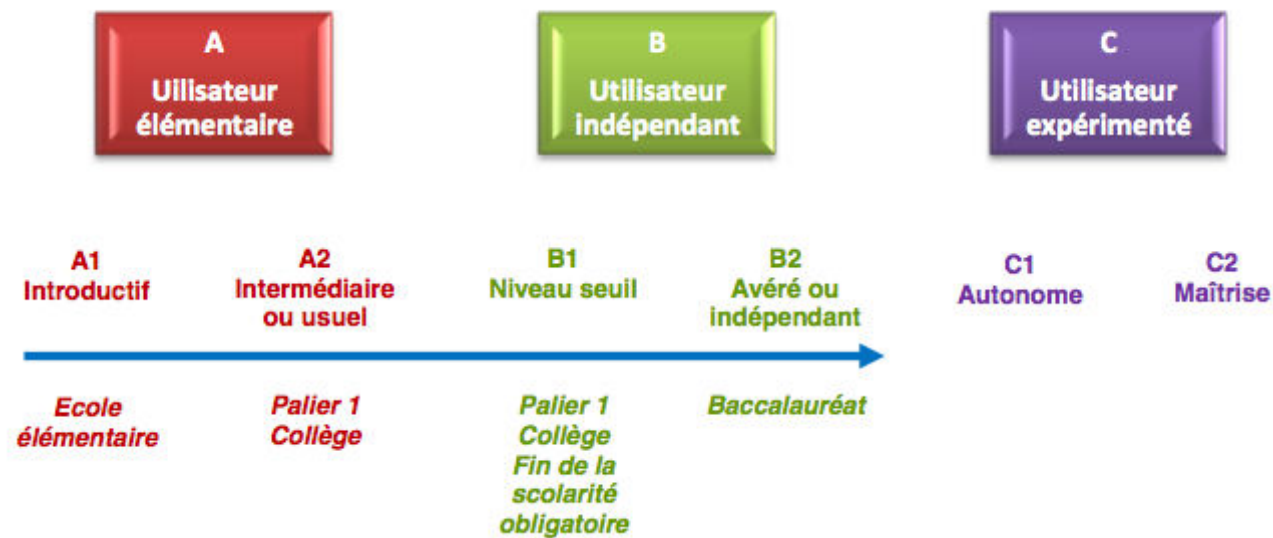 A
Uilisateur
élémentaire
B
Utilisateur
indépendant
C
Utilisateur
expérimenté
A1
Introductif
A2
Intermédiaire
ou usuel
B1
Niveau seuil
B2
Avéré ou
indépendant
C1
Autonome
C2
Maîtrise
Ecole
élémentaire
Palier 1
Collège
Palier 1
Collège
Fin de la
scolarité
obligatoire
Baccalauréat